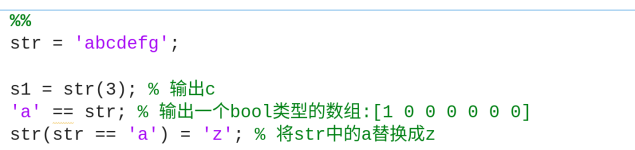 %%
str = 'abcdefg';
s1 = str(3); % 输出c
'a' == str; % 输出一个bool类型的数组:[1 0 0 0 0 0 0]
str(str == 'a') = 'z'; % 将str中的a替换成z